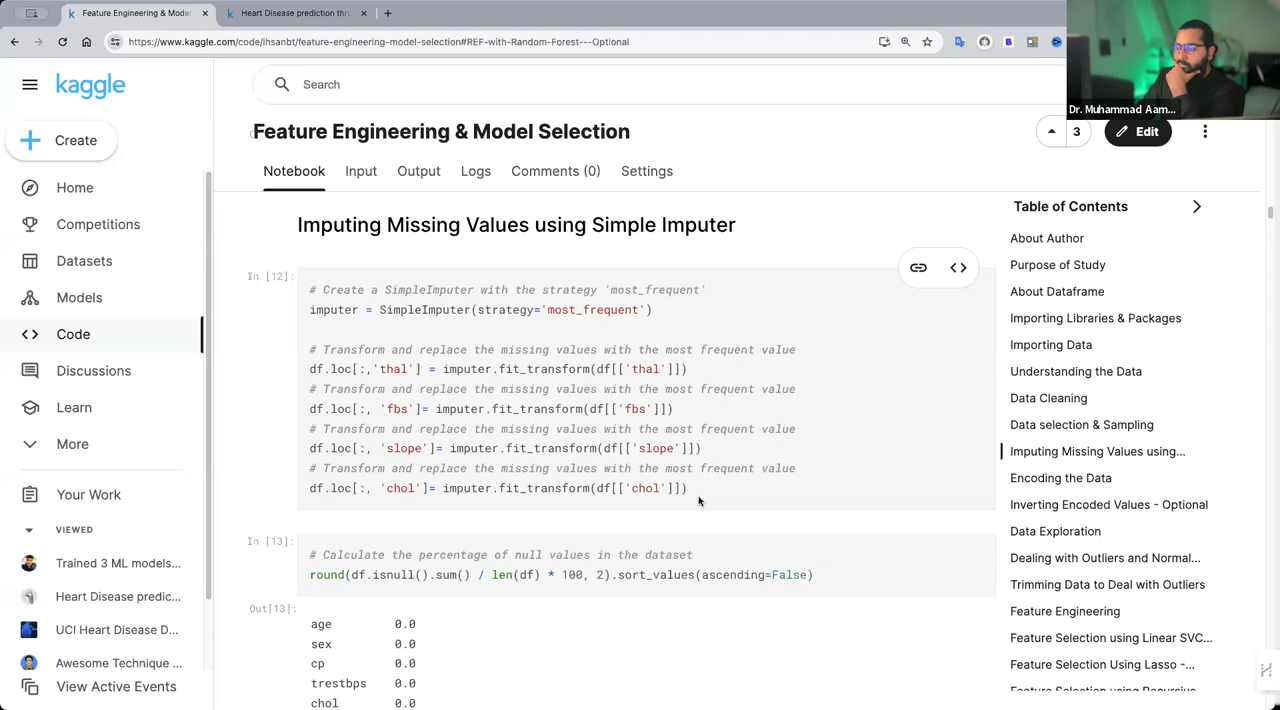 Feature Engineering & Model
Heart Disease prediction thr
https://www.kaggle.com/code/ihsanbt/feature-engineering-model-selection#REF-with-Random-Forest---Optional
Dr. Muhammad Aam...
kaggle
Search
Create
Home
Competitions
Datasets
Models
Code
Discussions
Learn
More
Your Work
VIEWED
Trained 3 ML models...
Heart Disease predic...
UCI Heart Disease D...
Awesome Technique ...
View Active Events
Feature Engineering & Model Selection
3
Edit
Notebook Input Output Logs Comments (0) Settings
Imputing Missing Values using Simple Imputer
In [12]:
# Create a SimpleImputer with the strategy 'most_frequent'
imputer = SimpleImputer(strategy='most_frequent')
# Transform and replace the missing values with the most frequent value
df.loc[:,'thal'] = imputer.fit_transform(df[['thal']])
# Transform and replace the missing values with the most frequent value
df.loc[:, 'fbs']= imputer.fit_transform(df[['fbs']])
# Transform and replace the missing values with the most frequent value
df.loc[:, 'slope']= imputer.fit_transform(df[['slope']])
# Transform and replace the missing values with the most frequent value
df.loc[:, 'chol']= imputer.fit_transform(df[['chol']])
In [13]:
# Calculate the percentage of null values in the dataset
round(df.isnull().sum() / len(df) * 100, 2).sort_values(ascending=False)
Out[13]:
age 0.0
sex 0.0
cp 0.0
trestbps 0.0
chol 0.0
Table of Contents
About Author
Purpose of Study
About Dataframe
Importing Libraries & Packages
Importing Data
Understanding the Data
Data Cleaning
Data selection & Sampling
Imputing Missing Values using...
Encoding the Data
Inverting Encoded Values - Optional
Data Exploration
Dealing with Outliers and Normal...
Trimming Data to Deal with Outliers
Feature Engineering
Feature Selection using Linear SVC...
Feature Selection Using Lasso -...
Feature Selection using Recursive